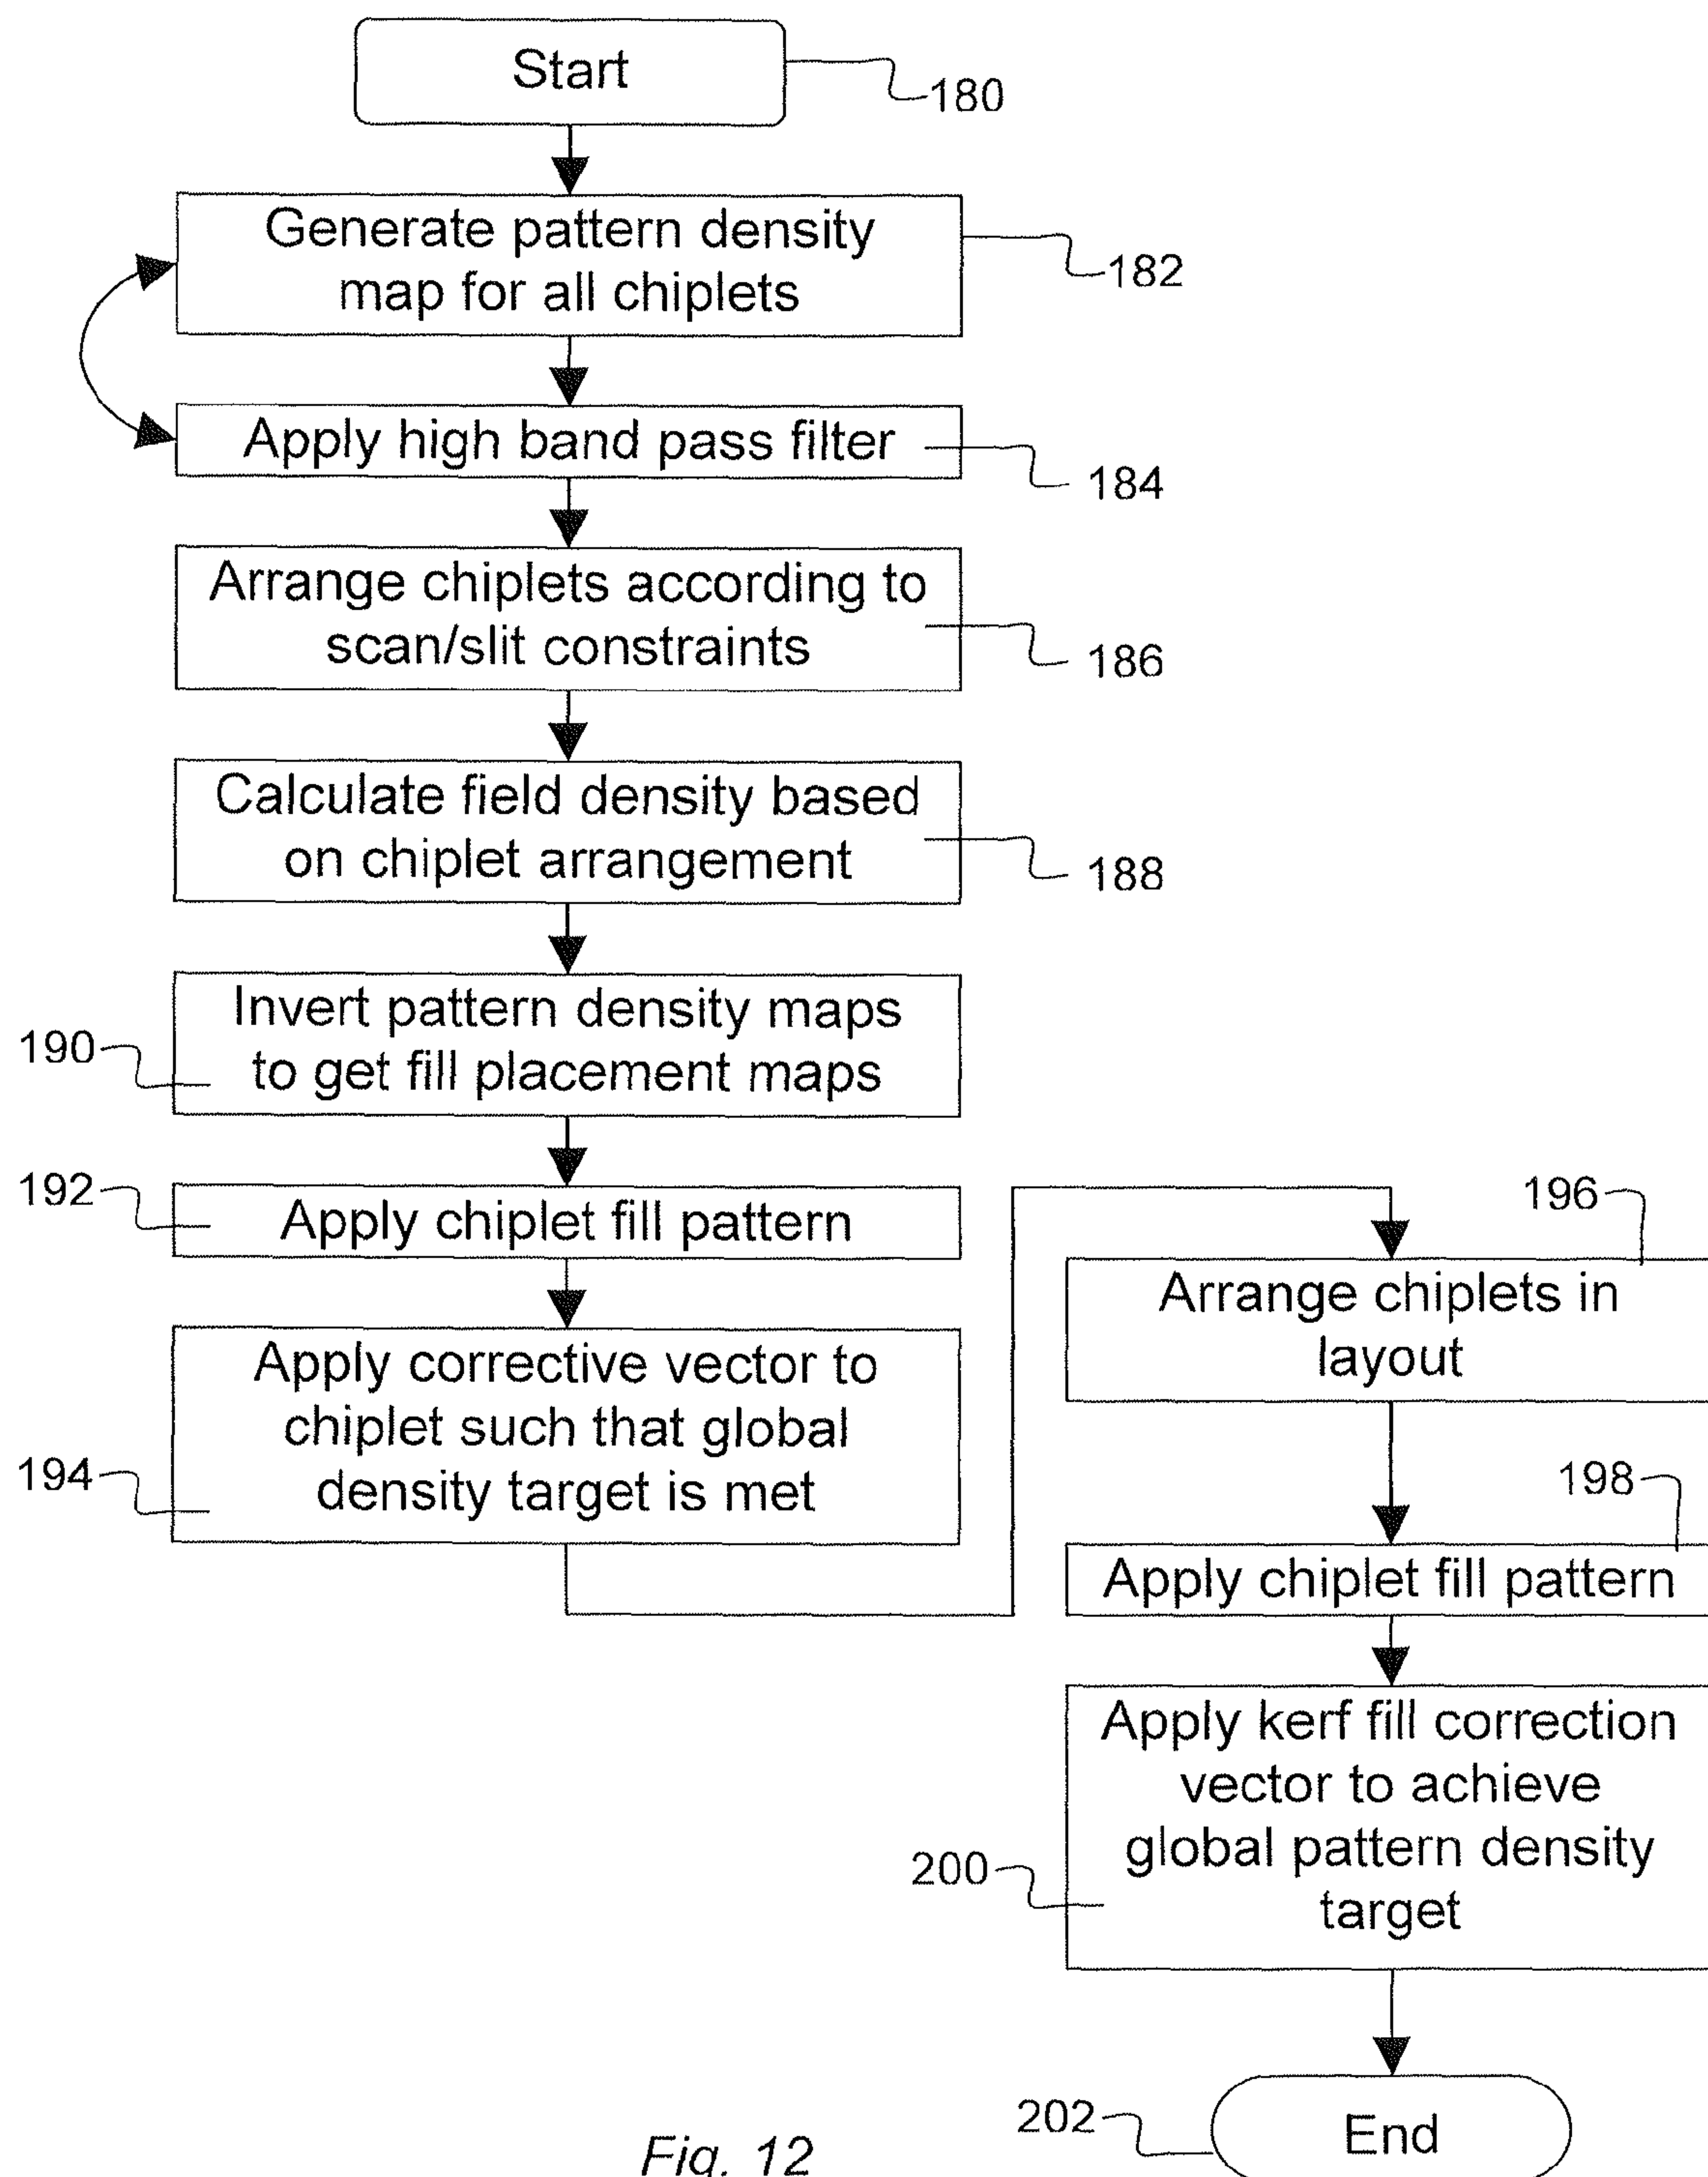 Start
180
Generate pattern density
map for all chiplets
182
Apply high band pass filter
184
Arrange chiplets according to
scan/slit constraints
186
Calculate field density based
on chiplet arrangement
188
Invert pattern density maps
to get fill placement maps
190
192
Apply chiplet fill pattern
Apply corrective vector to
chiplet such that global
density target is met
194
196
Arrange chiplets in
layout
198
Apply chiplet fill pattern
Apply kerf fill correction
vector to achieve
global pattern density
target
200
202
End
Fig. 12